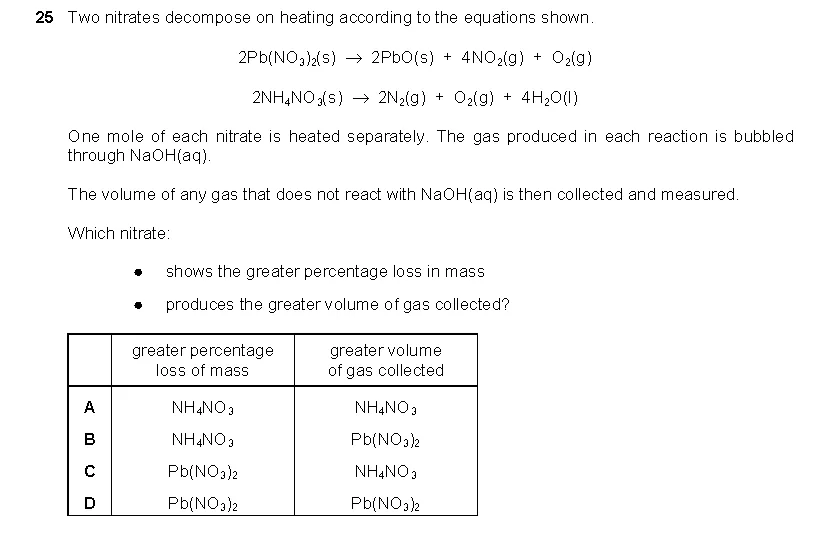 25 Two nitrates decompose on heating according to the equations shown.
2Pb(NO₃)₂(s) → 2PbO(s) + 4NO₂(g) + O₂(g)
2NH₄NO₃(s) → 2N₂(g) + O₂(g) + 4H₂O(l)
One mole of each nitrate is heated separately. The gas produced in each reaction is bubbled
through NaOH(aq).
The volume of any gas that does not react with NaOH(aq) is then collected and measured.
Which nitrate:
● shows the greater percentage loss in mass
● produces the greater volume of gas collected?
greater percentage greater volume
loss of mass of gas collected
A NH₄NO₃ NH₄NO₃
B NH₄NO₃ Pb(NO₃)₂
C Pb(NO₃)₂ NH₄NO₃
D Pb(NO₃)₂ Pb(NO₃)₂